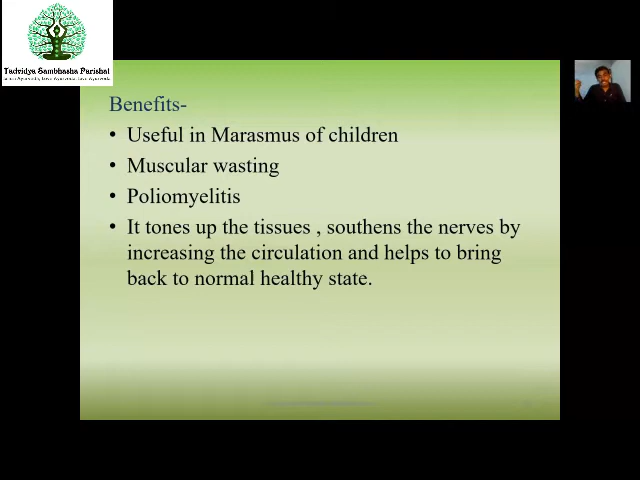 Tadvidya Sambhasha Parishat
Benefits-
• Useful in Marasmus of children
• Muscular wasting
• Poliomyelitis
• It tones up the tissues , southens the nerves by
increasing the circulation and helps to bring
back to normal healthy state.